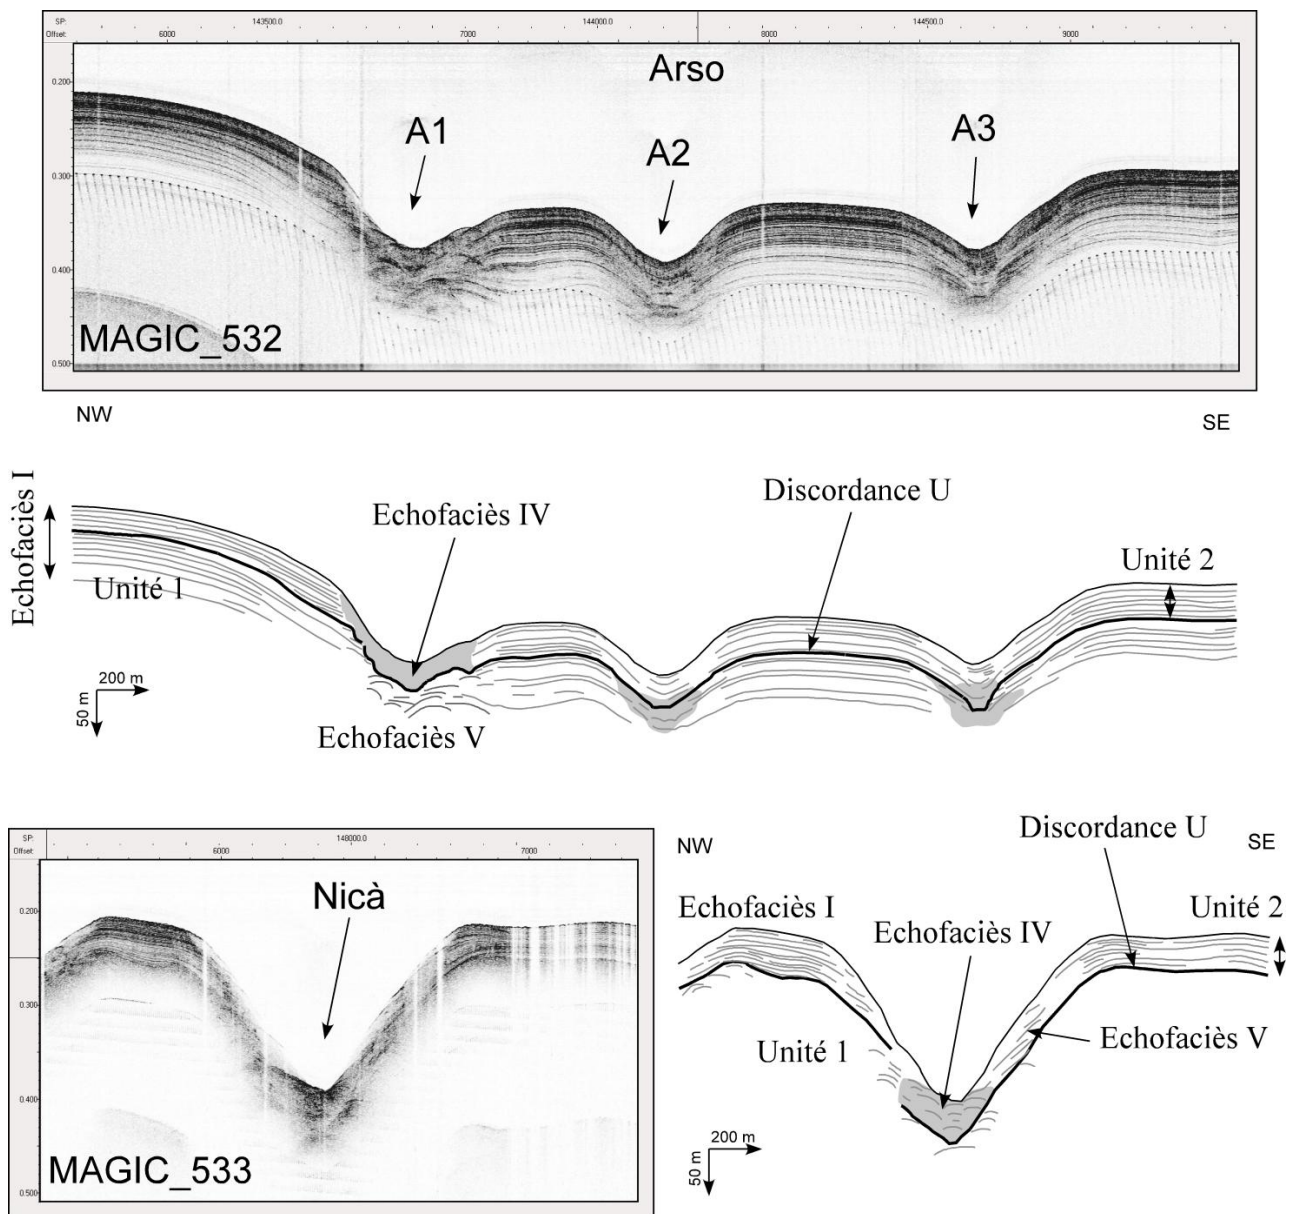 SP: 143500.0 144000.0 144500.0
Offset: 6000 7000 8000 9000
Arso
0.200
A1
A2
A3
0.300
0.400
MAGIC_532
0.500
NW
SE
Echofaciès I
Echofaciès IV
Discordance U
Unité 1
Unité 2
200 m
50 m
Echofaciès V
SP: 148000.0
Offset: 6000 7000
Nicà
0.200
0.300
0.400
MAGIC_533
0.500
NW
Discordance U
SE
Echofaciès I
Echofaciès IV
Unité 2
Unité 1
Echofaciès V
200 m
50 m